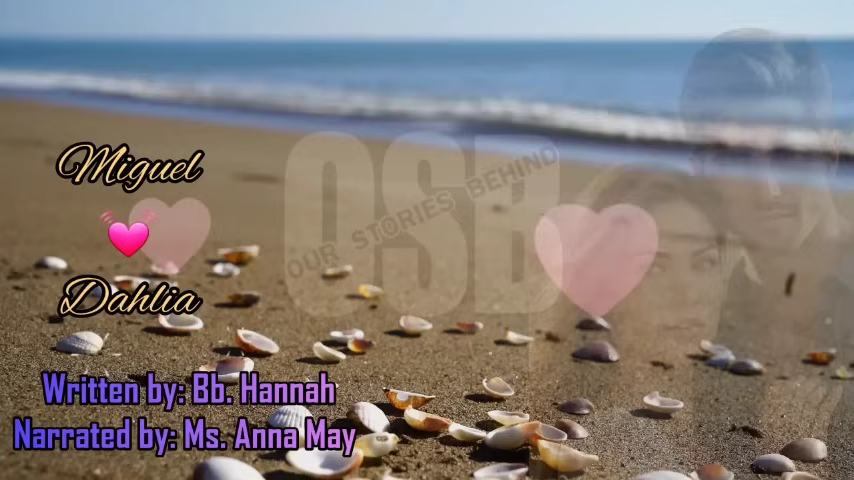 Miguel
Dahlia
Written by: Bb. Hannah
Narrated by: Ms. Anna May
OSB
OUR STORIES BEHIND